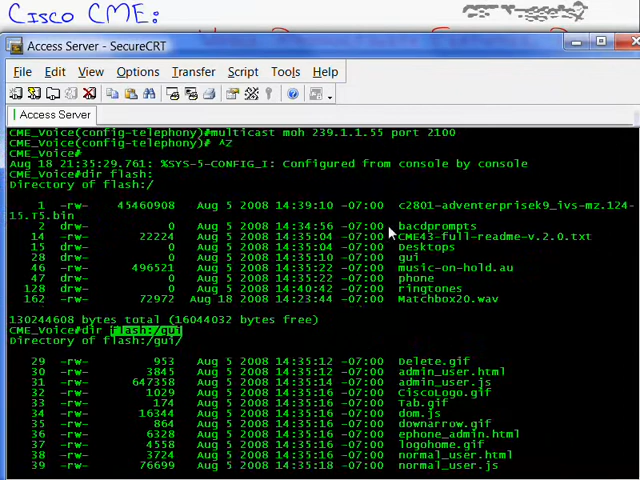 CISCO CME:
Access Server - SecureCRT
File Edit View Options Transfer Script Tools Help
Access Server
CME_Voice(config-telephony)#multicast moh 239.1.1.55 port 2100
CME_Voice(config-telephony)# ^Z
CME_Voice#
Aug 18 21:35:29.761: %SYS-5-CONFIG_I: Configured from console by console
CME_Voice#dir flash:
Directory of flash:/
1 -rw- 45460908 Aug 5 2008 14:39:10 -07:00 c2801-adventerprisek9_ivs-mz.124-
15.T5.bin
2 drw- 0 Aug 5 2008 14:34:56 -07:00 bacdprompts
14 -rw- 22224 Aug 5 2008 14:35:04 -07:00 CME43-full-readme-v.2.0.txt
15 drw- 0 Aug 5 2008 14:35:04 -07:00 Desktops
28 drw- 0 Aug 5 2008 14:35:10 -07:00 gui
46 -rw- 496521 Aug 5 2008 14:35:22 -07:00 music-on-hold.au
47 drw- 0 Aug 5 2008 14:35:22 -07:00 phone
128 drw- 0 Aug 5 2008 14:40:42 -07:00 ringtones
162 -rw- 72972 Aug 18 2008 14:23:44 -07:00 Matchbox20.wav
130244608 bytes total (16044032 bytes free)
CME_Voice#dir flash:/gui
Directory of flash:/gui/
29 -rw- 953 Aug 5 2008 14:35:12 -07:00 Delete.gif
30 -rw- 3845 Aug 5 2008 14:35:12 -07:00 admin_user.html
31 -rw- 647358 Aug 5 2008 14:35:14 -07:00 admin_user.js
32 -rw- 1029 Aug 5 2008 14:35:14 -07:00 CiscoLogo.gif
33 -rw- 174 Aug 5 2008 14:35:14 -07:00 Tab.gif
34 -rw- 16344 Aug 5 2008 14:35:16 -07:00 dom.js
35 -rw- 864 Aug 5 2008 14:35:16 -07:00 downarrow.gif
36 -rw- 6328 Aug 5 2008 14:35:16 -07:00 ephone_admin.html
37 -rw- 4558 Aug 5 2008 14:35:16 -07:00 logohome.gif
38 -rw- 3724 Aug 5 2008 14:35:16 -07:00 normal_user.html
39 -rw- 76699 Aug 5 2008 14:35:18 -07:00 normal_user.js